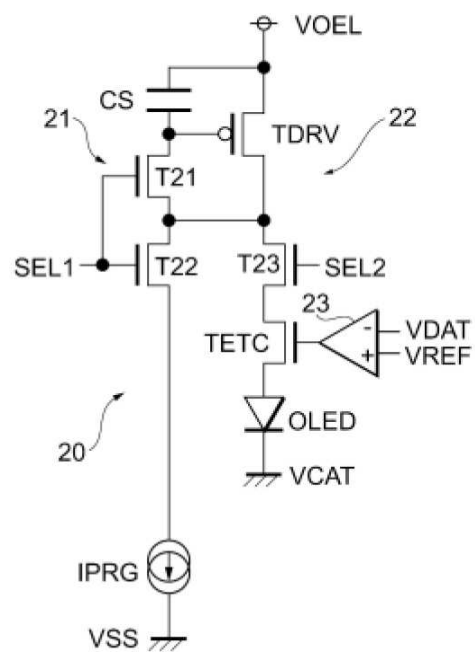 VOEL
CS
21
TDRV
22
T21
SEL1
T22
T23
SEL2
23
TETC
-
VDAT
+
VREF
OLED
20
VCAT
IPRG
VSS